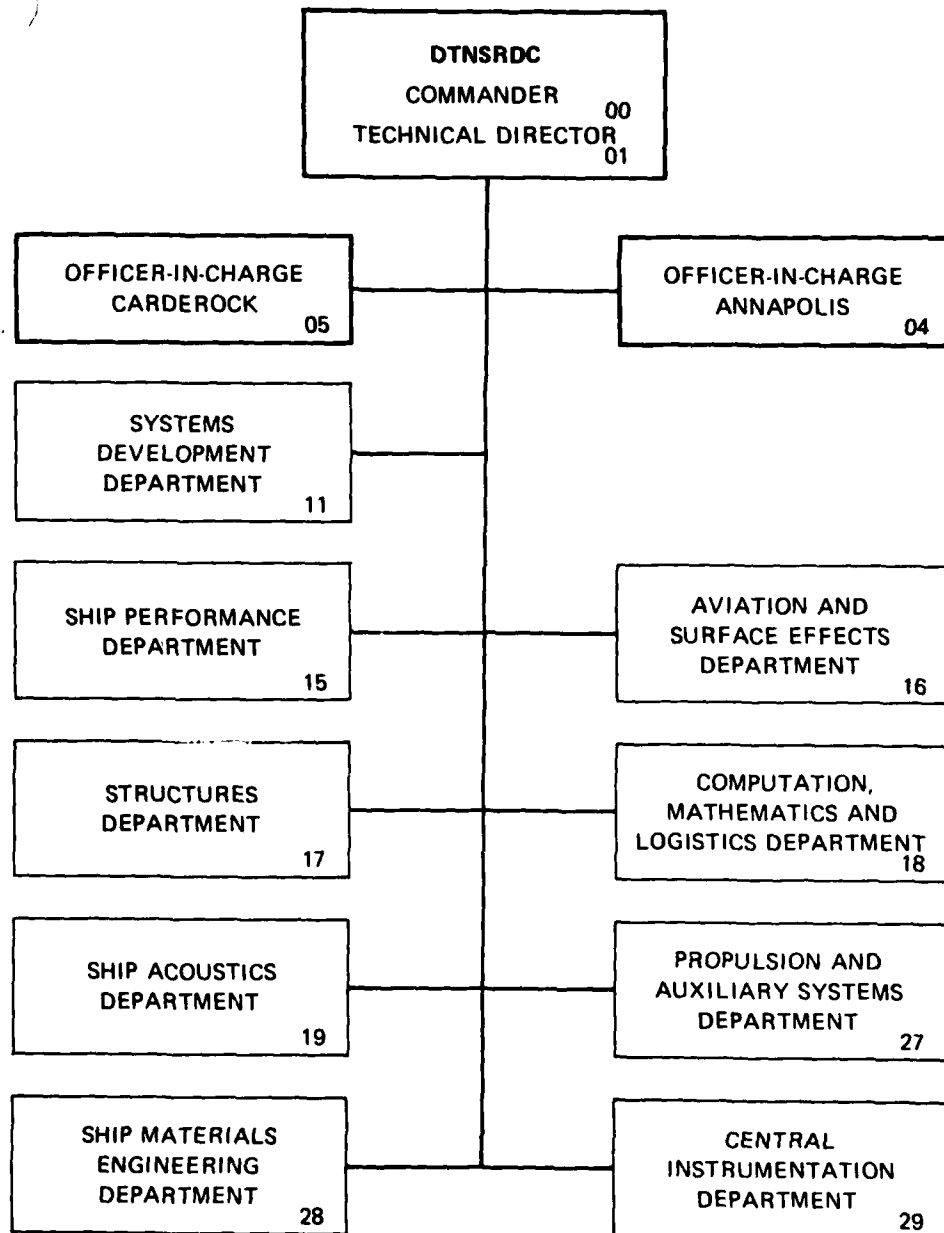 DTNSRDC
COMMANDER
00
TECHNICAL DIRECTOR
01
OFFICER-IN-CHARGE
CARDEROCK
05
OFFICER-IN-CHARGE
ANNAPOLIS
04
SYSTEMS
DEVELOPMENT
DEPARTMENT
11
SHIP PERFORMANCE
DEPARTMENT
15
AVIATION AND
SURFACE EFFECTS
DEPARTMENT
16
STRUCTURES
DEPARTMENT
17
COMPUTATION,
MATHEMATICS AND
LOGISTICS DEPARTMENT
18
SHIP ACOUSTICS
DEPARTMENT
19
PROPULSION AND
AUXILIARY SYSTEMS
DEPARTMENT
27
SHIP MATERIALS
ENGINEERING
DEPARTMENT
28
CENTRAL
INSTRUMENTATION
DEPARTMENT
29